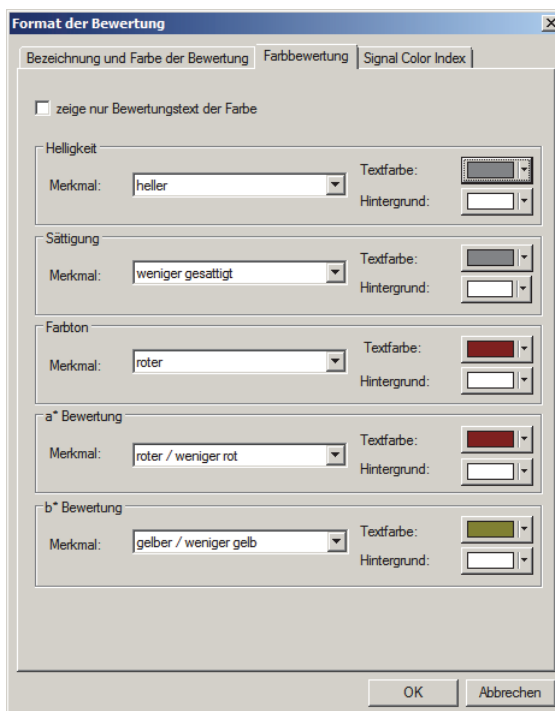 Format der Bewertung
Bezeichnung und Farbe der Bewertung Farbbewertung Signal Color Index
zeige nur Bewertungstext der Farbe
Helligkeit
Merkmal: heller Textfarbe:
Hintergrund:
Sättigung
Merkmal: weniger gesattigt Textfarbe:
Hintergrund:
Farbton
Merkmal: roter Textfarbe:
Hintergrund:
a* Bewertung
Merkmal: roter / weniger rot Textfarbe:
Hintergrund:
b* Bewertung
Merkmal: gelber / weniger gelb Textfarbe:
Hintergrund:
OK Abbrechen